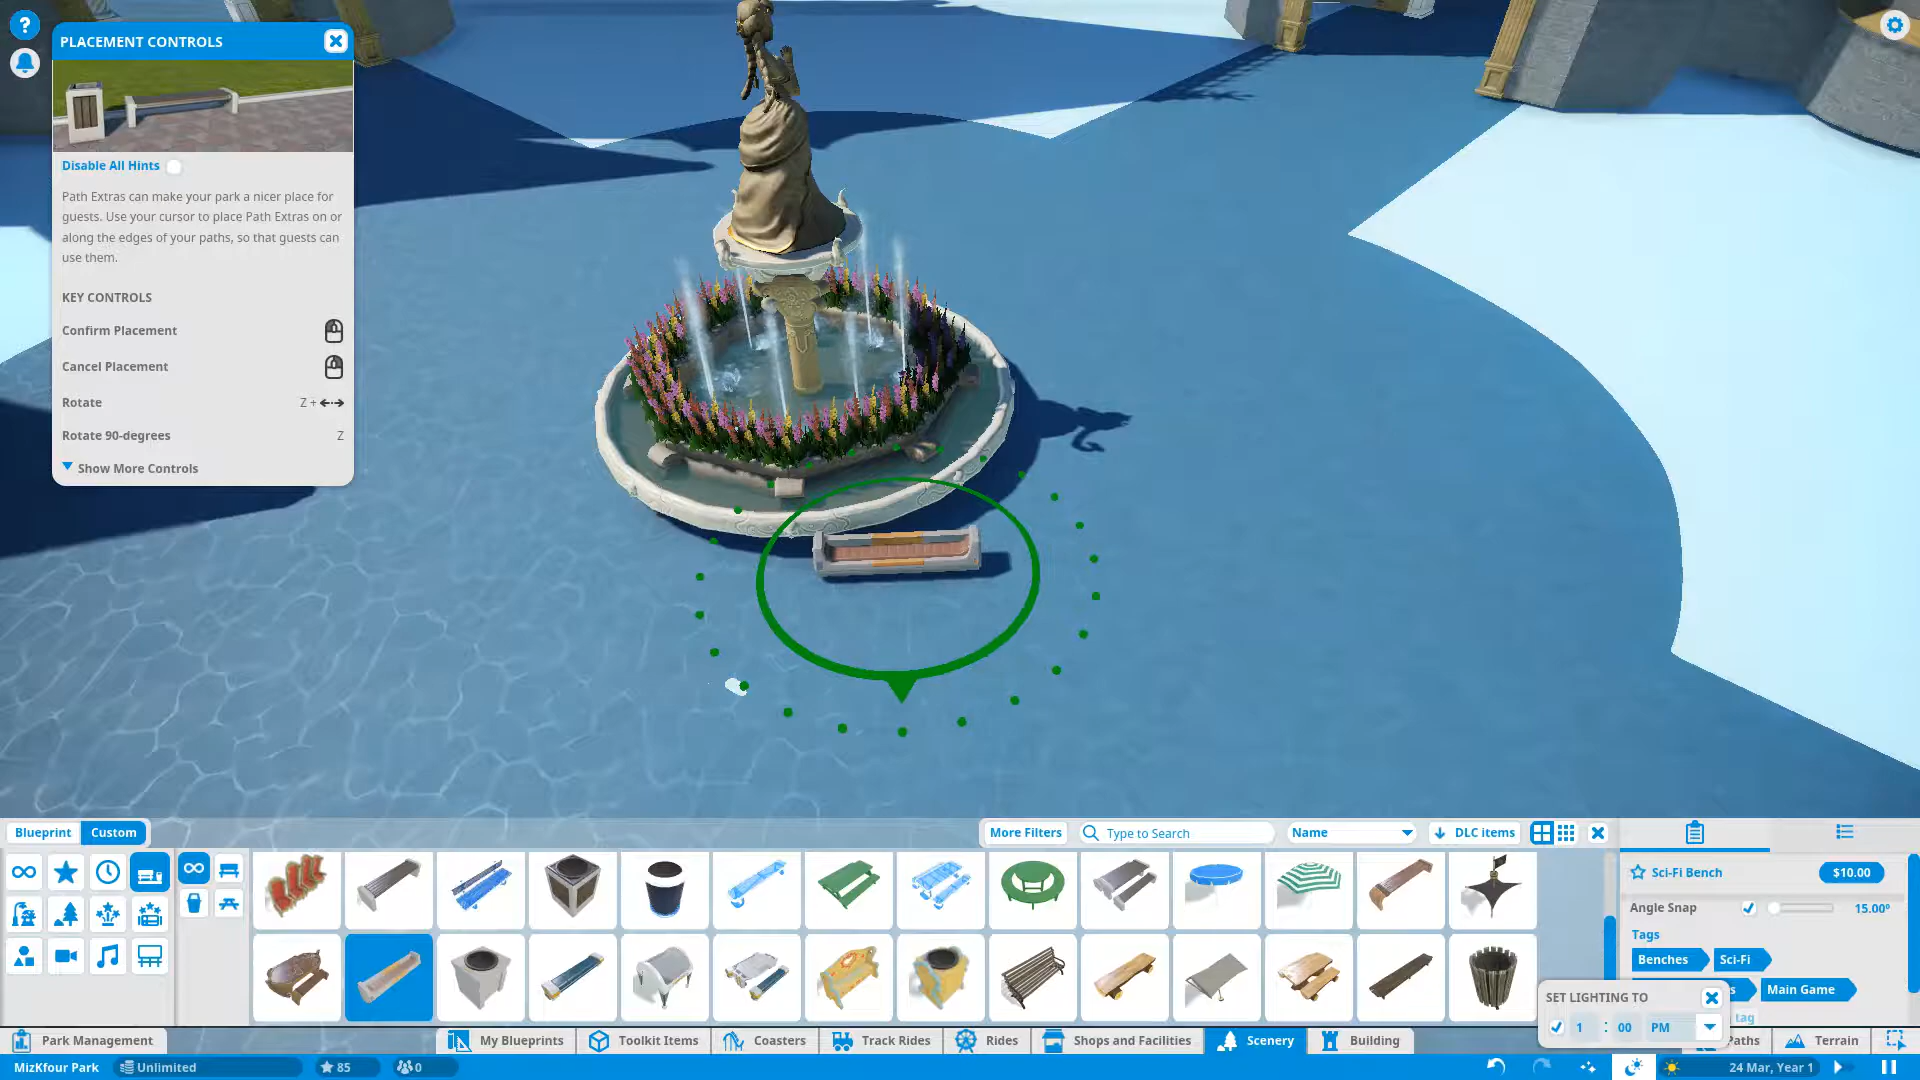 PLACEMENT CONTROLS
Disable All Hints
Path Extras can make your park a nicer place for
guests. Use your cursor to place Path Extras on or
along the edges of your paths, so that guests can
use them.
KEY CONTROLS
Confirm Placement
Cancel Placement
Rotate Z +
Rotate 90-degrees Z
Show More Controls
Blueprint Custom
More Filters Type to Search Name DLC items
Sci-Fi Bench $10.00
Angle Snap 15.00°
Tags
Benches Sci-Fi
s Main Game
tag
SET LIGHTING TO
1 : 00 PM
Park Management My Blueprints Toolkit Items Coasters Track Rides Rides Shops and Facilities Scenery Building Paths Terrain
MizKfour Park Unlimited 85 0 24 Mar, Year 1